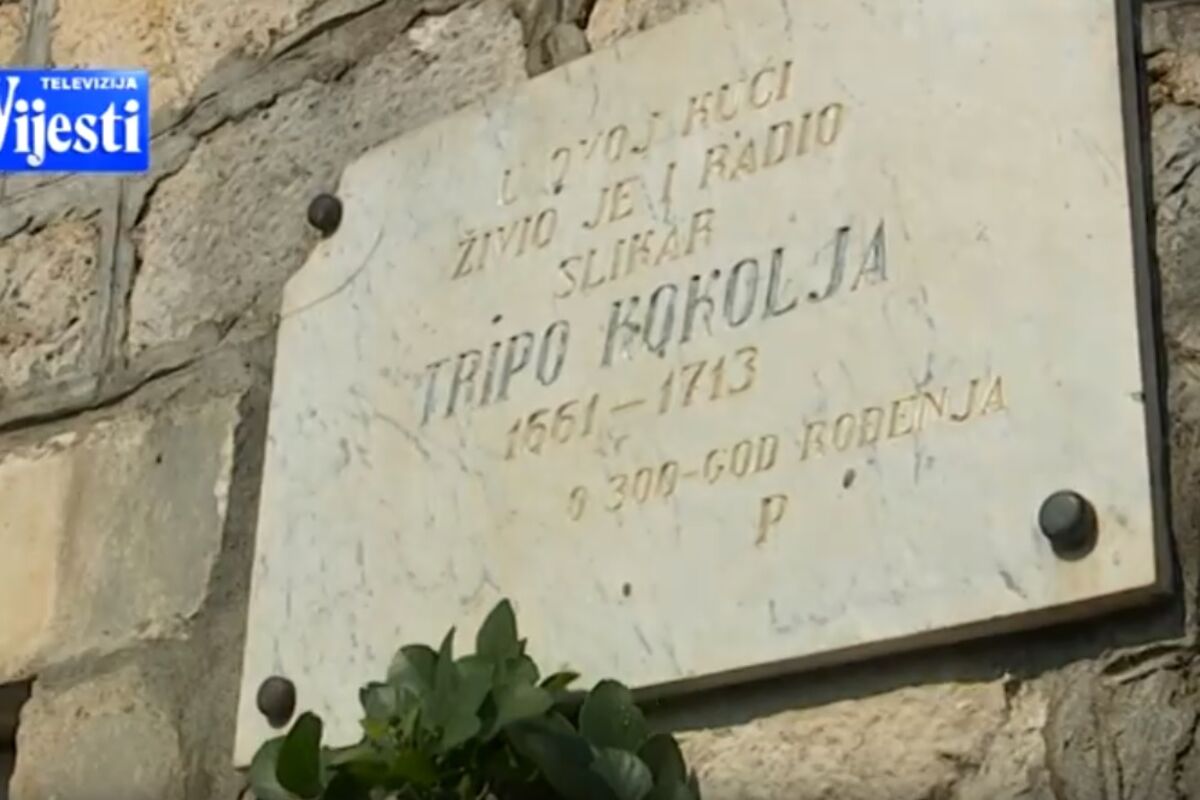 TELEVIZIJA
Vijesti
U OVOJ KUĆI
ŽIVIO JE I RADIO
SLIKAR
TRIPO KOKOLJA
1661-1713
O 300-GOD ROĐENJA
P